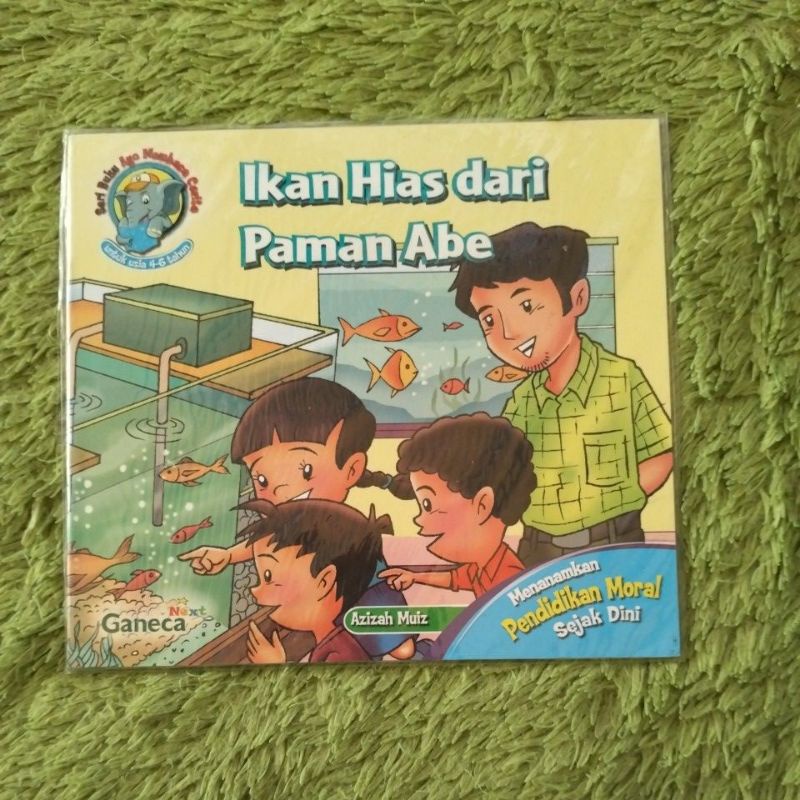 Seri Buku Ayo Membaca Cerita
untuk usia 4-6 tahun
Ikan Hias dari
Paman Abe
Next
Ganeca
Azizah Muiz
Menanamkan
Pendidikan Moral
Sejak Dini